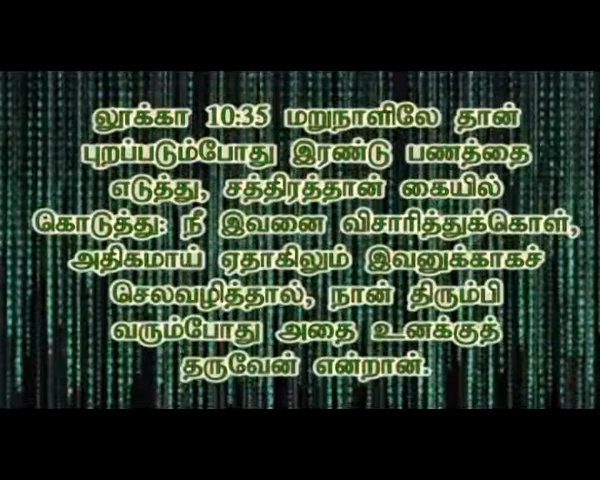 லூக்கா 10:35 மறுநாளிலே தான்
புறப்படும்போது இரண்டு பணத்தை
எடுத்து, சத்திரத்தான் கையில்
கொடுத்து: நீ இவனை விசாரித்துக்கொள்,
அதிகமாய் ஏதாகிலும் இவனுக்காகச்
செலவழித்தால், நான் திரும்பி
வரும்போது அதை உனக்குத்
தருவேன் என்றான்.